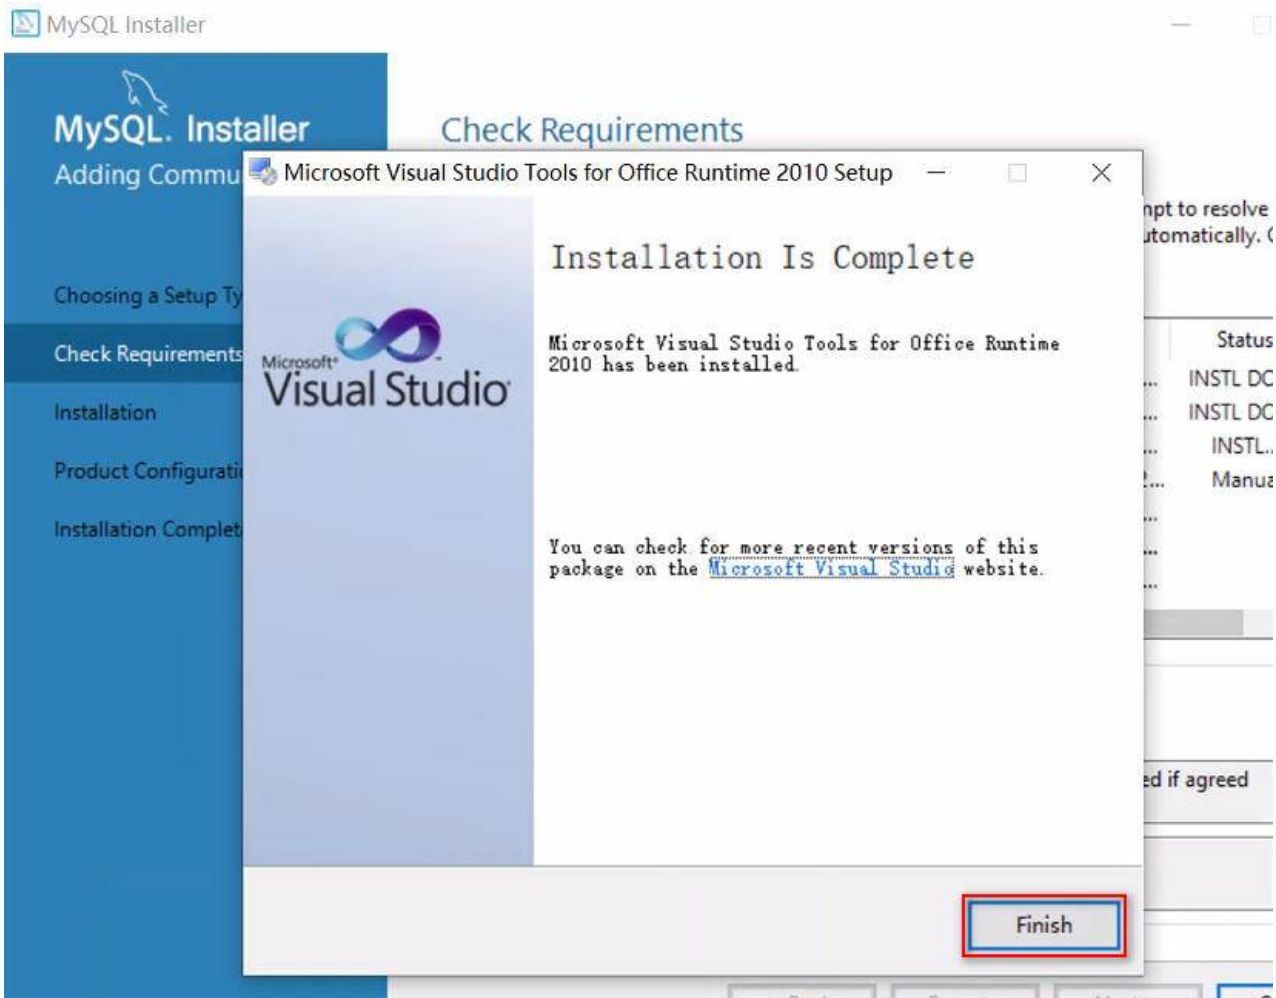 MySQL Installer
MySQL. Installer
Adding Commu
Check Requirements
Microsoft Visual Studio Tools for Office Runtime 2010 Setup
mpt to resolve
utomatically.
Installation Is Complete
Choosing a Setup Ty
Check Requirements
Installation
Product Configurati
Installation Complet
Microsoft
Visual Studio
Microsoft Visual Studio Tools for Office Runtime
2010 has been installed.
Status
... INSTL DO
... INSTL DO
... INSTL..
... Manua
...
...
...
You can check for more recent versions of this
package on the Microsoft Visual Studio website.
ed if agreed
Finish